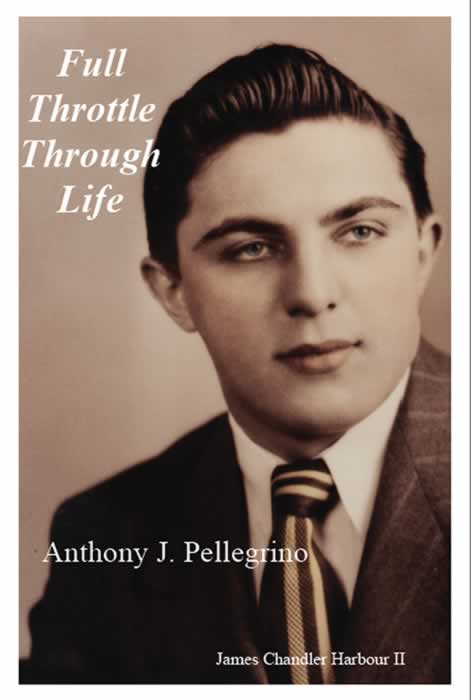 Full
Throttle
Through
Life
Anthony J. Pellegrino
James Chandler Harbour II